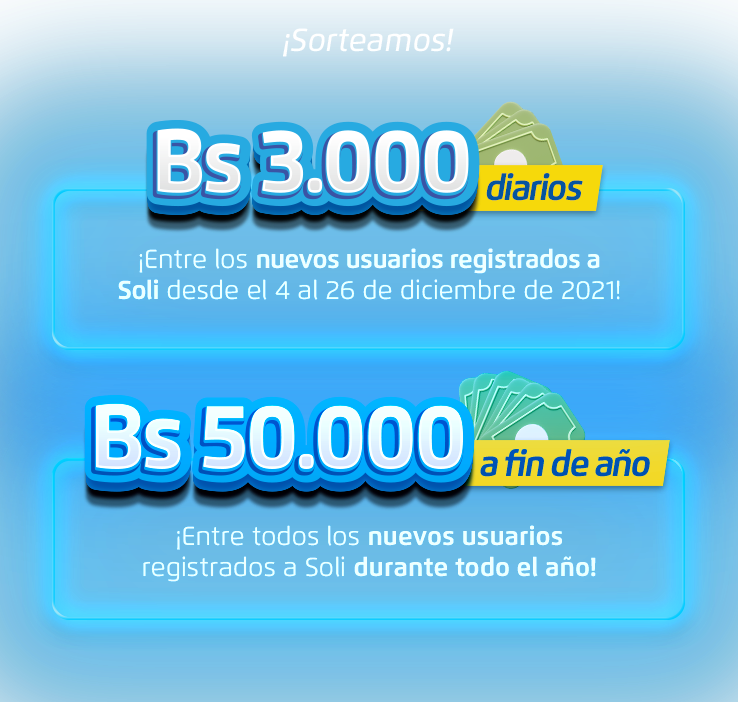 ¡Sorteamos!
Bs 3.000
diarios
¡Entre los nuevos usuarios registrados a
Soli desde el 4 al 26 de diciembre de 2021!
Bs 50.000
a fin de año
¡Entre todos los nuevos usuarios
registrados a Soli durante todo el año!